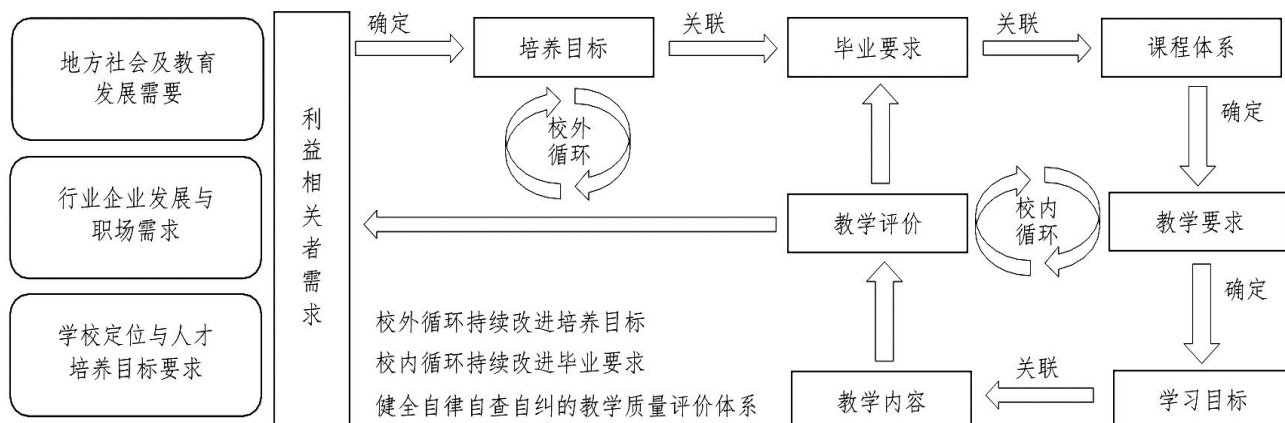 地方社会及教育
发展需要
行业企业发展与
职场需求
学校定位与人才
培养目标要求
利益相关者需求
确定
培养目标
关联
毕业要求
关联
课程体系
确定
校外
循环
教学评价
校内
循环
教学要求
确定
学习目标
关联
教学内容
校外循环持续改进培养目标
校内循环持续改进毕业要求
健全自律自查自纠的教学质量评价体系